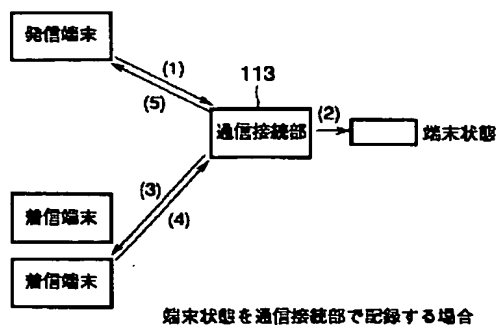 発信端末
(1)
(5)
113
通信接続部
(2)
端末状態
(3)
(4)
着信端末
着信端末
端末状態を通信接続部で記録する場合